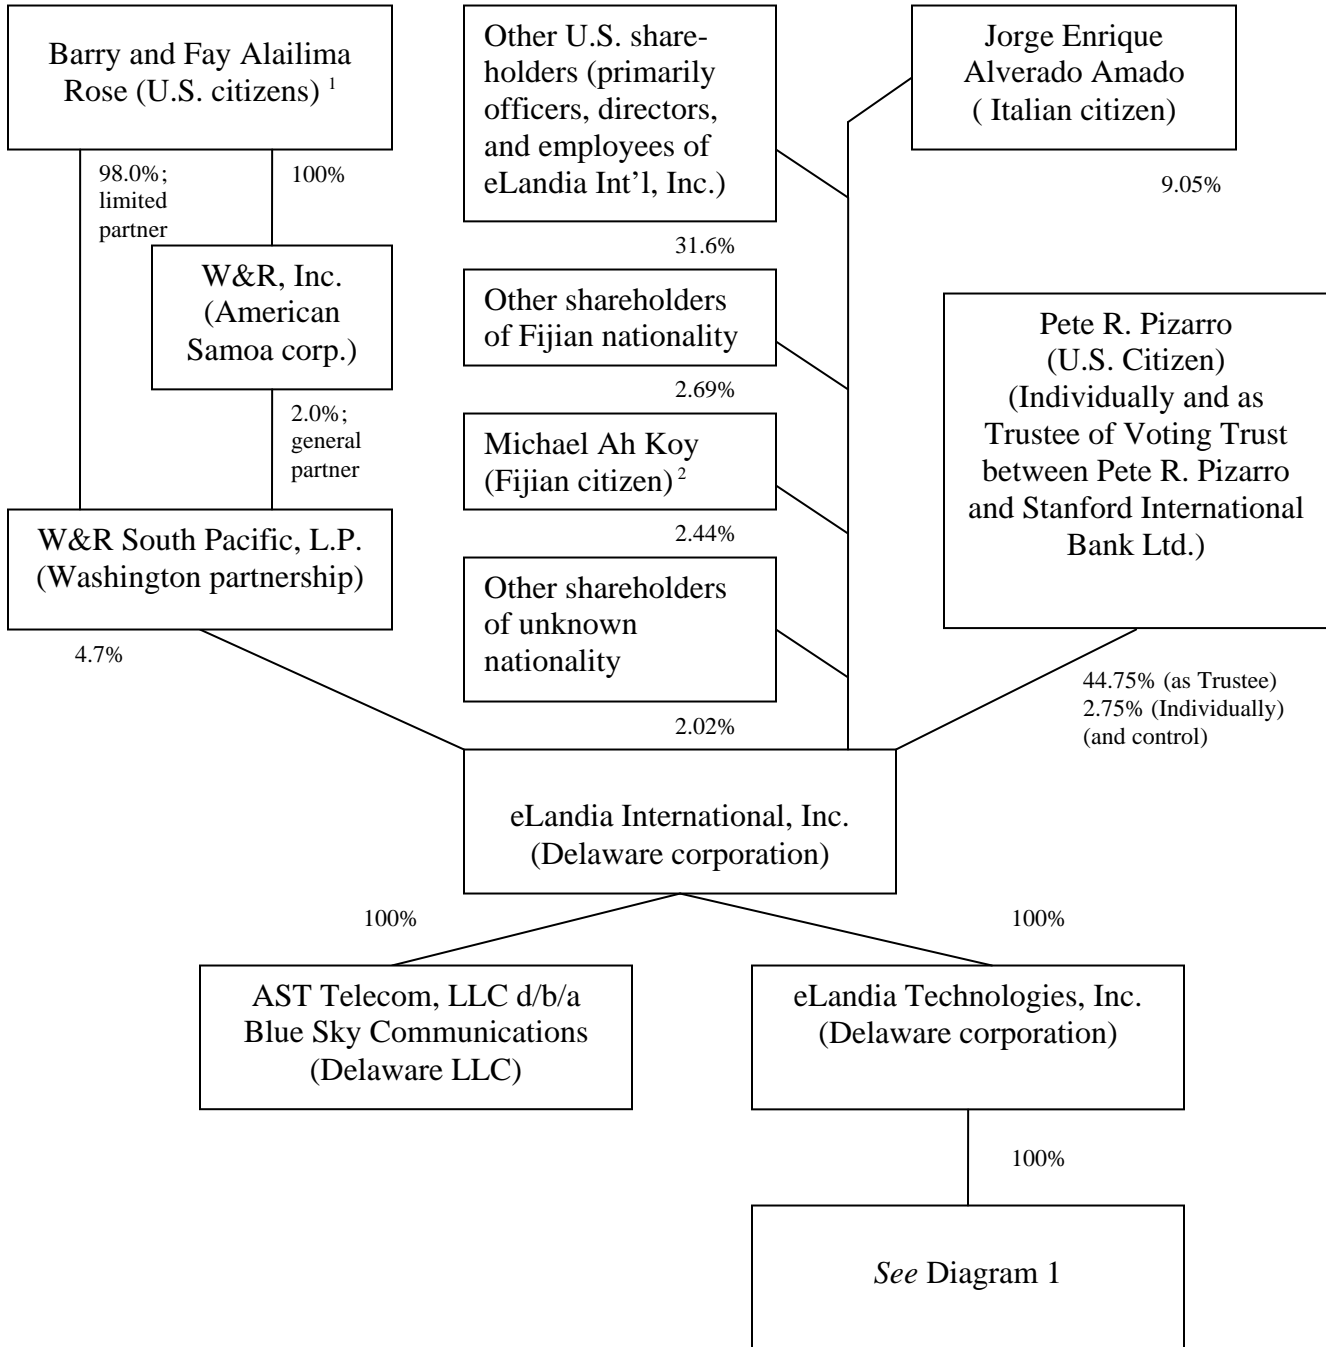 Barry and Fay Alailima
Rose (U.S. citizens) 1
98.0%;
limited
partner
100%
W&R, Inc.
(American
Samoa corp.)
2.0%;
general
partner
W&R South Pacific, L.P.
(Washington partnership)
4.7%
Other U.S. share-
holders (primarily
officers, directors,
and employees of
eLandia Int’l, Inc.)
31.6%
Other shareholders
of Fijian nationality
2.69%
Michael Ah Koy
(Fijian citizen) 2
2.44%
Other shareholders
of unknown
nationality
2.02%
Jorge Enrique
Alverado Amado
( Italian citizen)
9.05%
Pete R. Pizarro
(U.S. Citizen)
(Individually and as
Trustee of Voting Trust
between Pete R. Pizarro
and Stanford International
Bank Ltd.)
44.75% (as Trustee)
2.75% (Individually)
(and control)
eLandia International, Inc.
(Delaware corporation)
100%
100%
AST Telecom, LLC d/b/a
Blue Sky Communications
(Delaware LLC)
eLandia Technologies, Inc.
(Delaware corporation)
100%
See Diagram 1